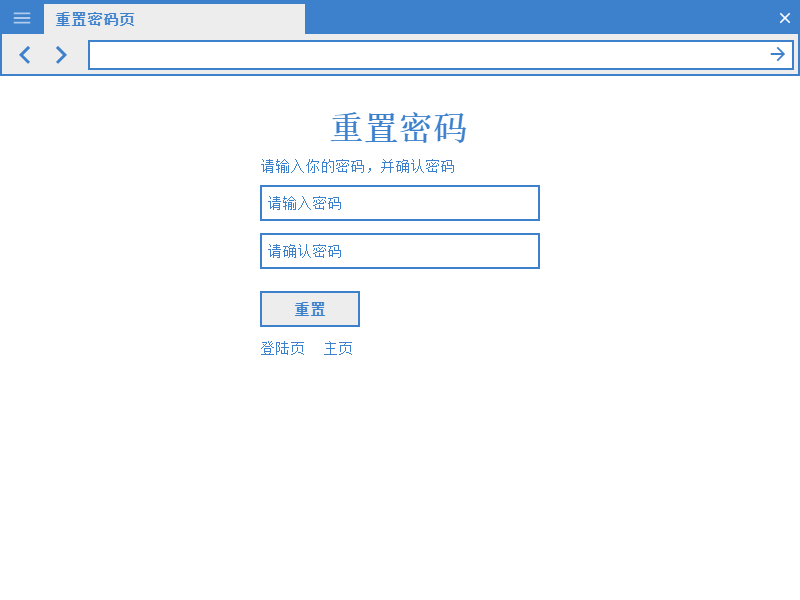 重置密码页
重置密码
请输入你的密码，并确认密码
请输入密码
请确认密码
重置
登陆页 主页